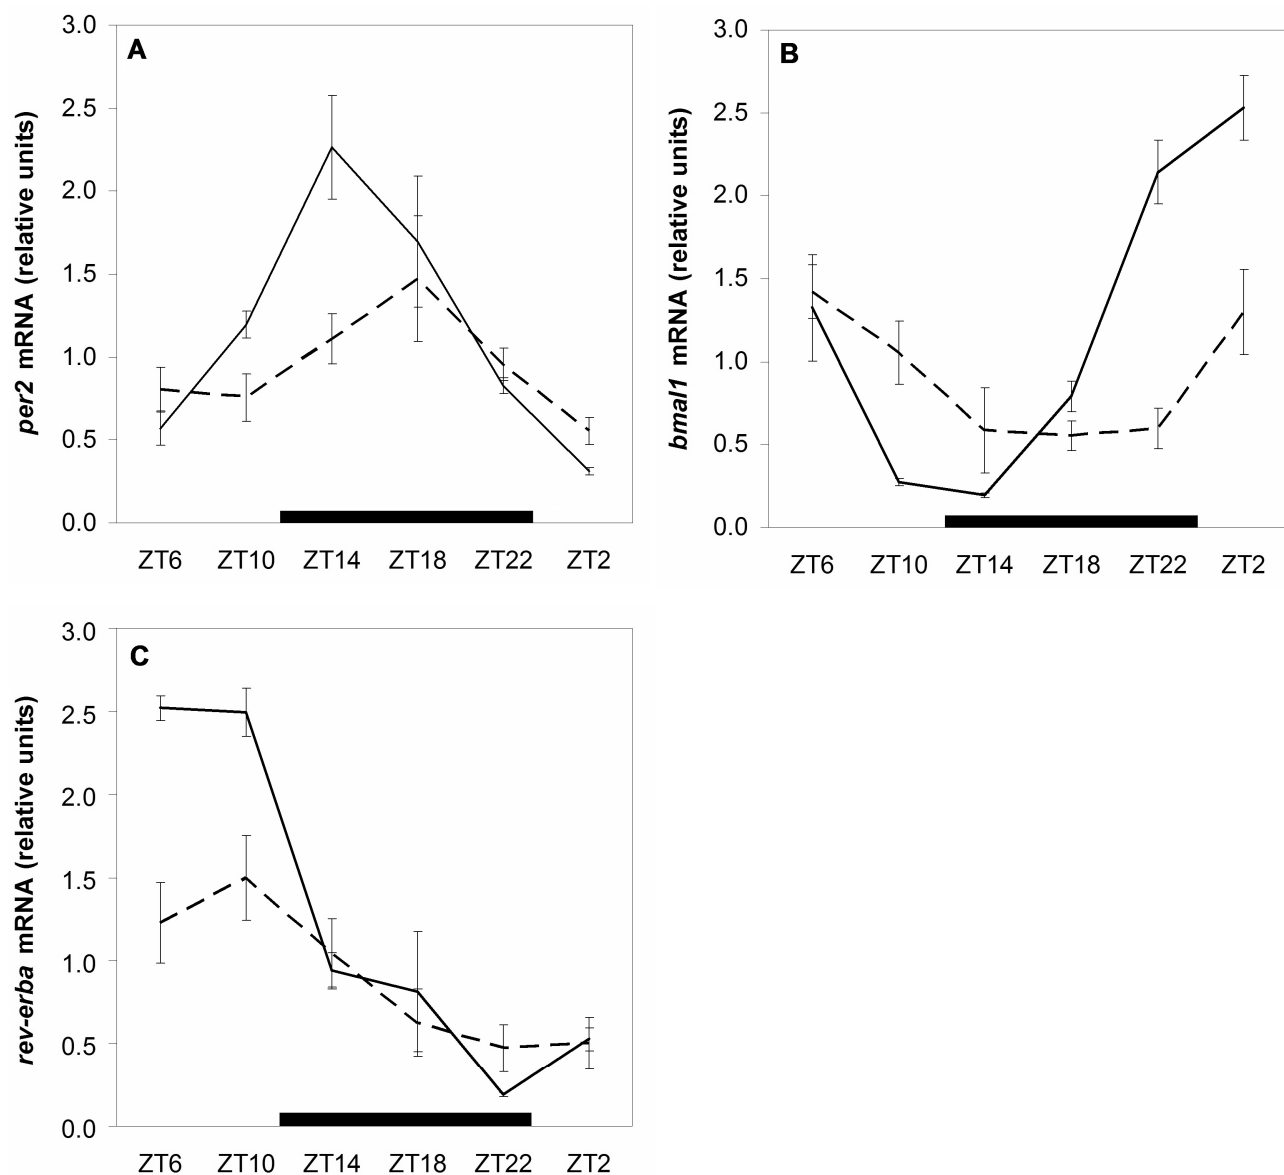 A
per2 mRNA (relative units)
3.0
2.5
2.0
1.5
1.0
0.5
0.0
ZT6 ZT10 ZT14 ZT18 ZT22 ZT2
B
bmal1 mRNA (relative units)
3.0
2.5
2.0
1.5
1.0
0.5
0.0
ZT6 ZT10 ZT14 ZT18 ZT22 ZT2
C
rev-erba mRNA (relative units)
3.0
2.5
2.0
1.5
1.0
0.5
0.0
ZT6 ZT10 ZT14 ZT18 ZT22 ZT2